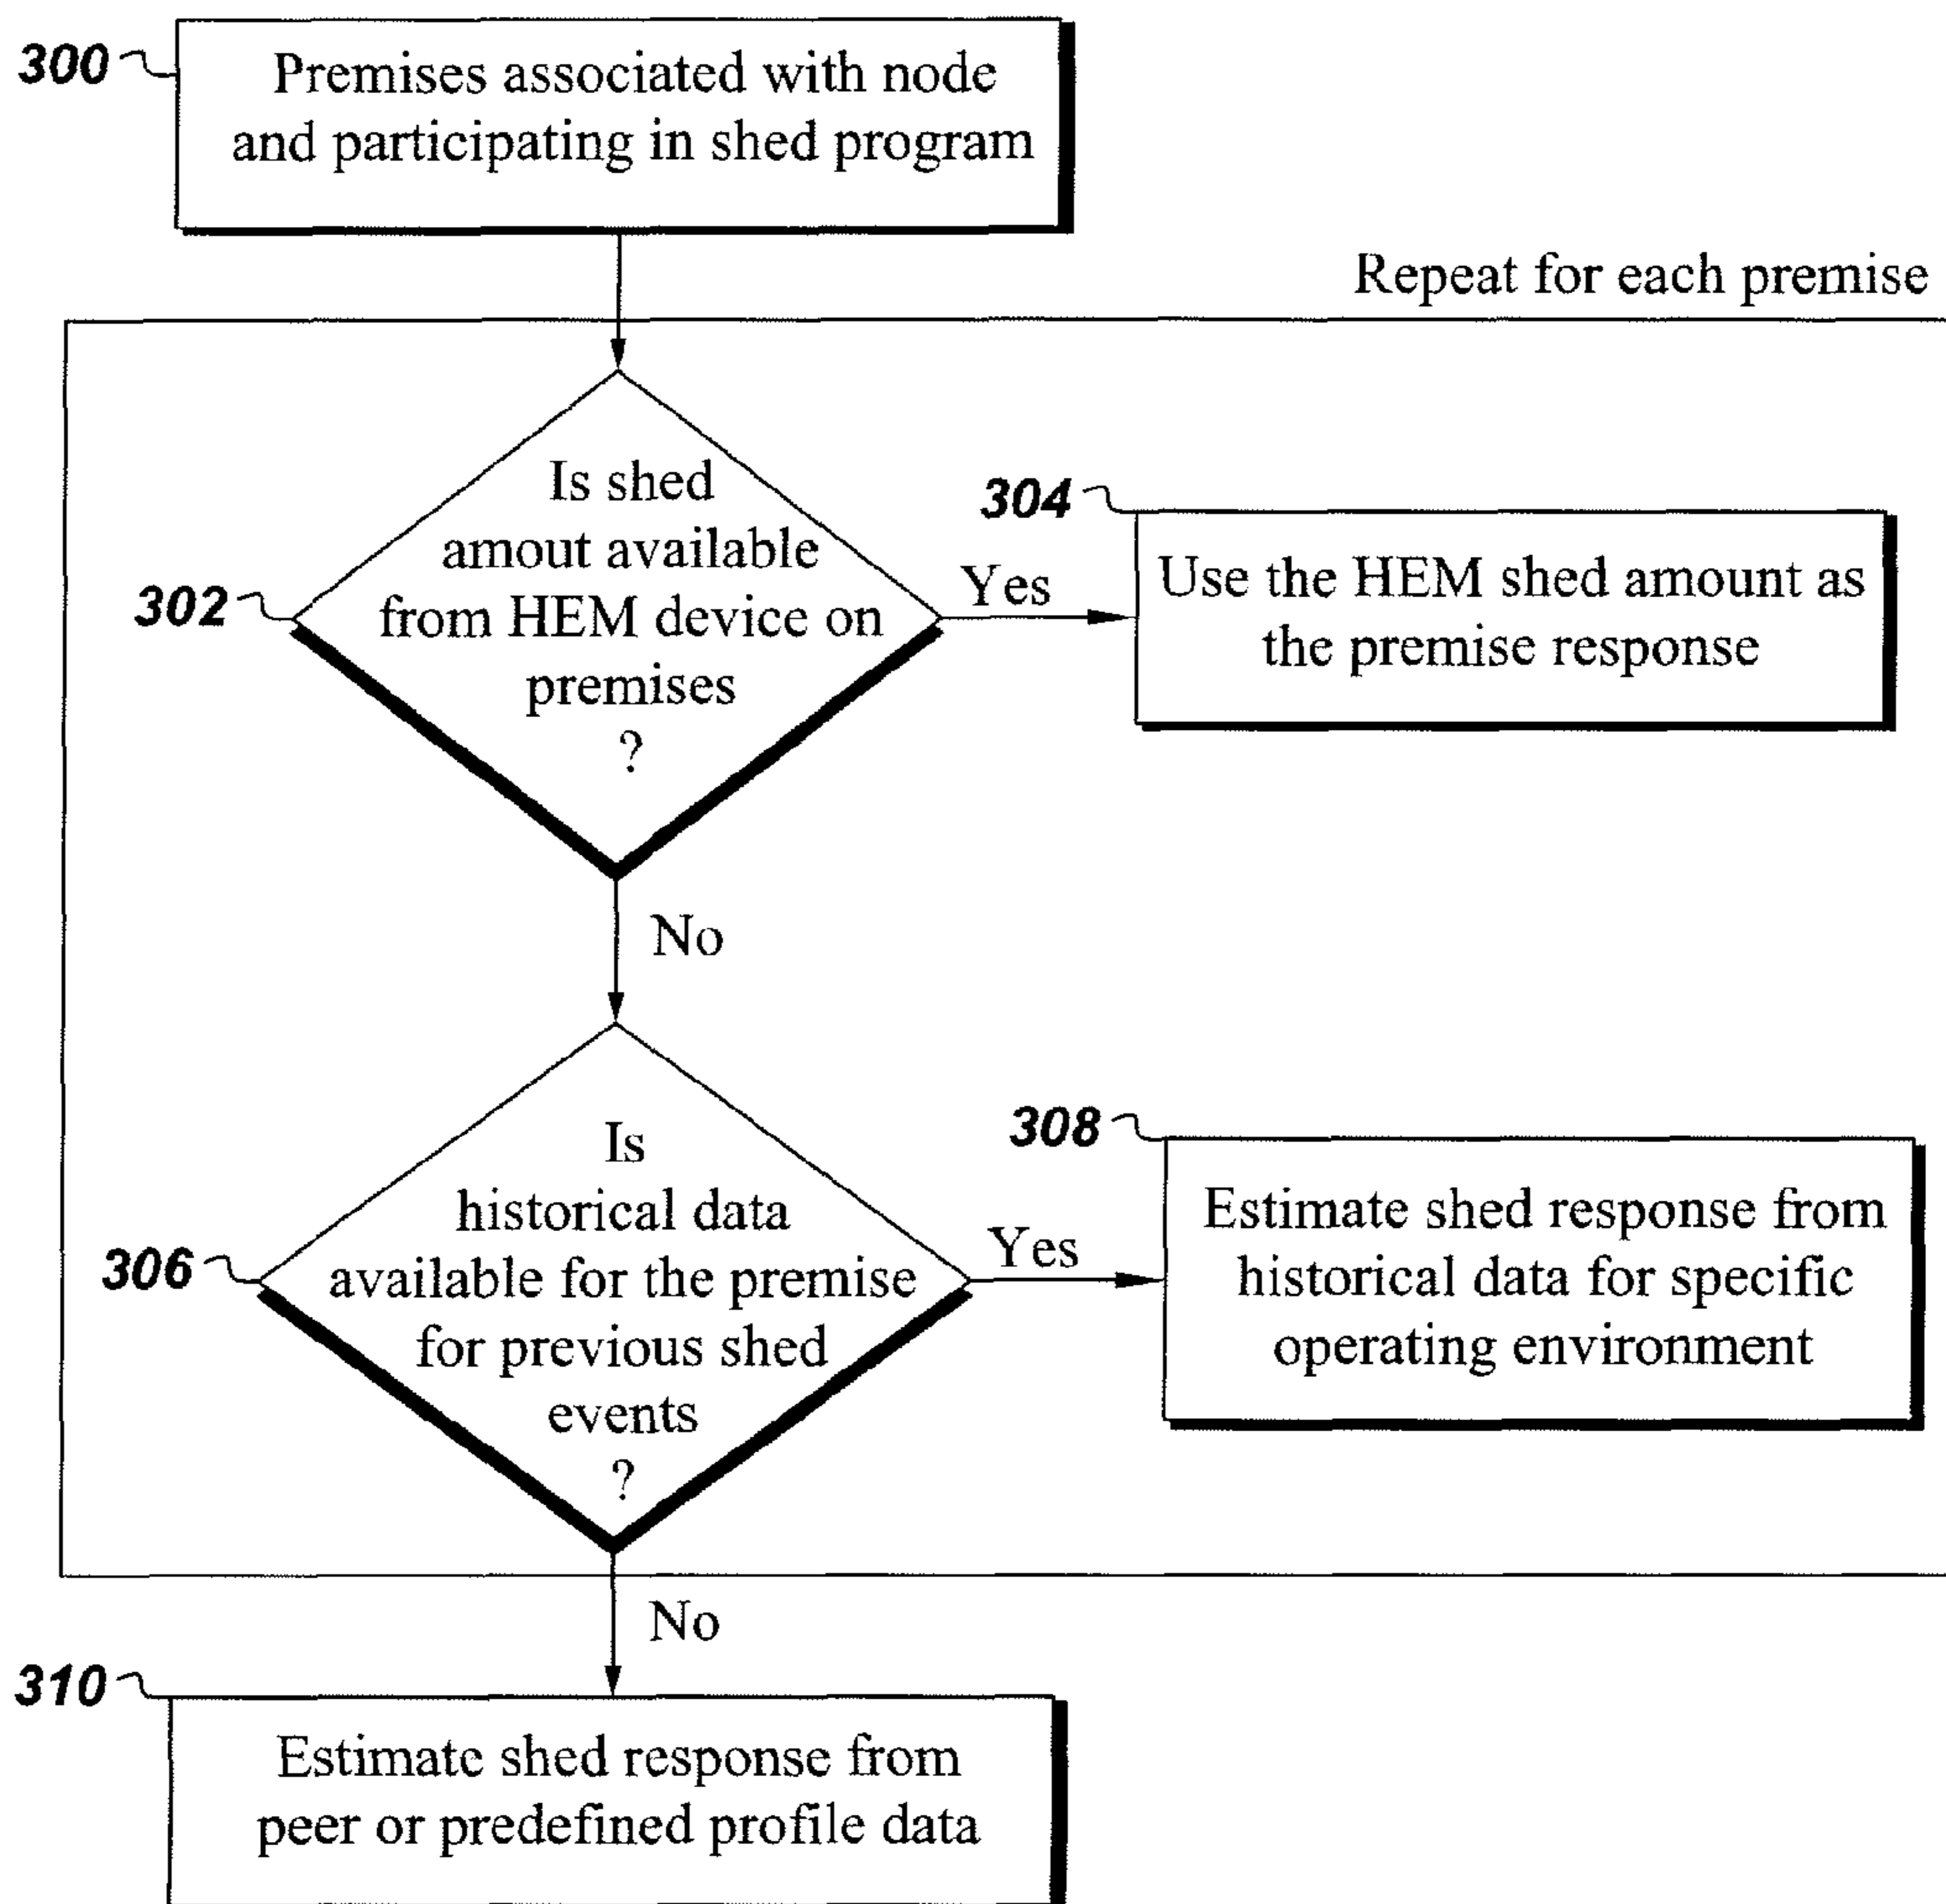 300
Premises associated with node
and participating in shed program
Repeat for each premise
302
Is shed
amout available
from HEM device on
premises
?
Yes
304
Use the HEM shed amount as
the premise response
No
306
Is
historical data
available for the premise
for previous shed
events
?
Yes
308
Estimate shed response from
historical data for specific
operating environment
No
310
Estimate shed response from
peer or predefined profile data